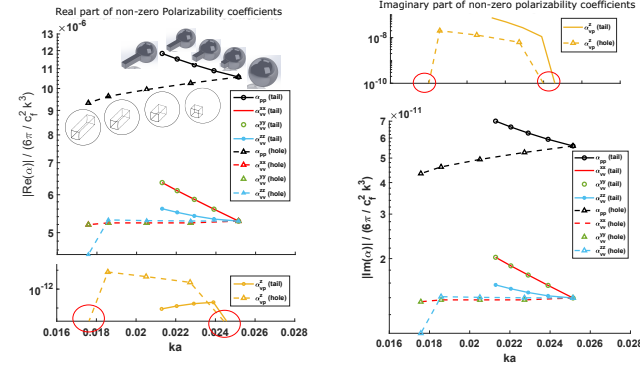 Real part of non-zero Polarizability coefficients
×10⁻⁶
13
12
11
10
9
8
7
6
5
|Re(α)| / (6π / c_f² k³)
α_pp (tail)
α_vv^xx (tail)
α_vv^yy (tail)
α_vv^zz (tail)
α_pp (hole)
α_vv^xx (hole)
α_vv^yy (hole)
α_vv^zz (hole)
10⁻¹²
α_vp^z (tail)
α_vp^z (hole)
0.016 0.018 0.02 0.022 0.024 0.026 0.028
ka
Imaginary part of non-zero Polarizability coefficients
10⁻⁸
10⁻¹⁰
α_vp^z (tail)
α_vp^z (hole)
×10⁻¹¹
7
6
5
4
3
2
1
|Im(α)| / (6π / c_f² k³)
α_pp (tail)
α_vv^xx (tail)
α_vv^yy (tail)
α_vv^zz (tail)
α_pp (hole)
α_vv^xx (hole)
α_vv^yy (hole)
α_vv^zz (hole)
0.016 0.018 0.02 0.022 0.024 0.026 0.028
ka